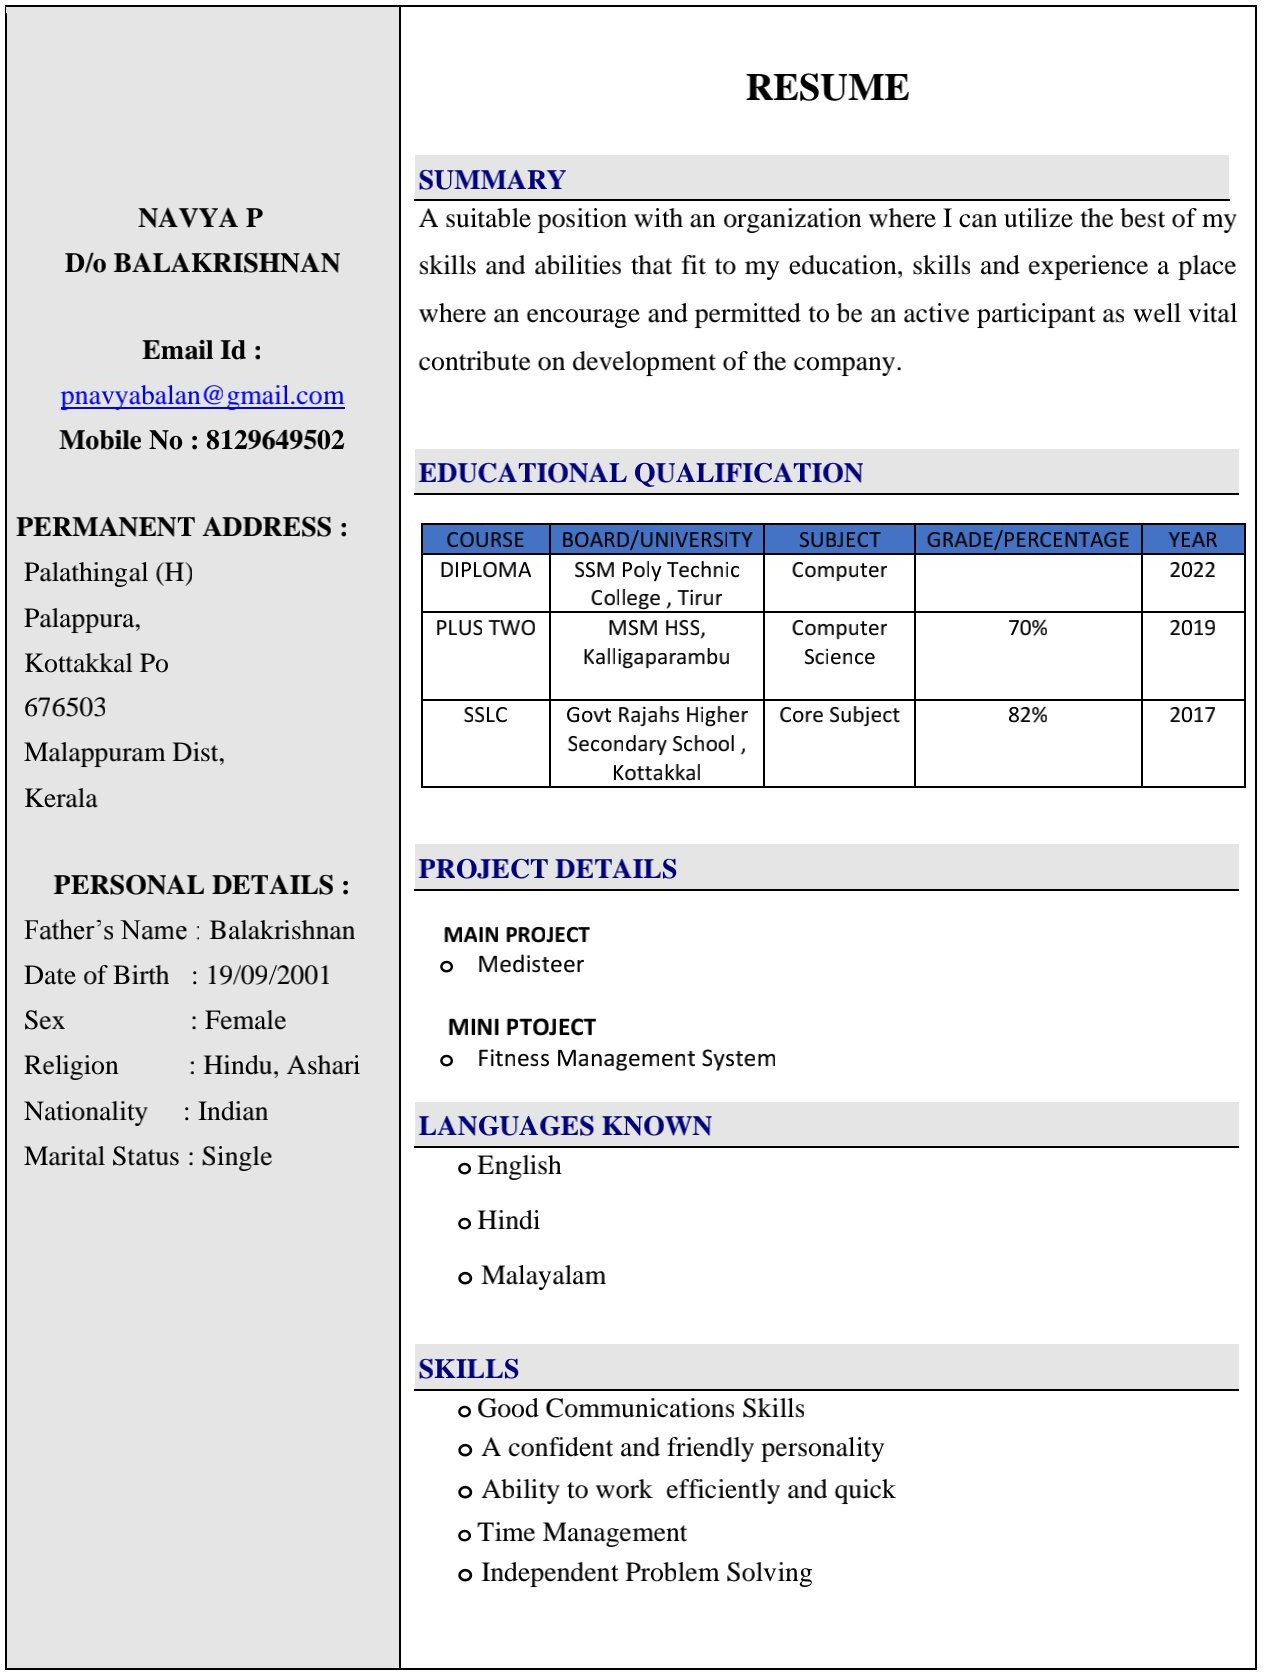 NAVYA P
D/o BALAKRISHNAN
Email Id :
pnavyabalan@gmail.com
Mobile No : 8129649502
PERMANENT ADDRESS :
Palathingal (H)
Palappura,
Kottakkal Po
676503
Malappuram Dist,
Kerala
PERSONAL DETAILS :
Father’s Name : Balakrishnan
Date of Birth : 19/09/2001
Sex : Female
Religion : Hindu, Ashari
Nationality : Indian
Marital Status : Single
RESUME
SUMMARY
A suitable position with an organization where I can utilize the best of my
skills and abilities that fit to my education, skills and experience a place
where an encourage and permitted to be an active participant as well vital
contribute on development of the company.
EDUCATIONAL QUALIFICATION
COURSE BOARD/UNIVERSITY SUBJECT GRADE/PERCENTAGE YEAR
DIPLOMA SSM Poly Technic Computer 2022
College , Tirur
PLUS TWO MSM HSS, Computer 70% 2019
Kalligaparambu Science
SSLC Govt Rajahs Higher Core Subject 82% 2017
Secondary School ,
Kottakkal
PROJECT DETAILS
MAIN PROJECT
o Medisteer
MINI PTOJECT
o Fitness Management System
LANGUAGES KNOWN
o English
o Hindi
o Malayalam
SKILLS
o Good Communications Skills
o A confident and friendly personality
o Ability to work efficiently and quick
o Time Management
o Independent Problem Solving